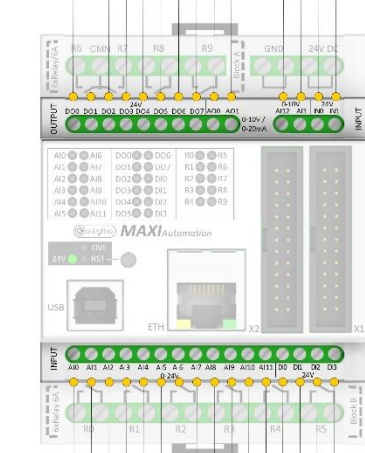 R6 CMN R7 R8 R9 GND 24V DC
6xRelay/6A
Block A
24V 0-10V 24V
OUTPUT DO0 DO1 DO2 DO3 DO4 DO5 DO6 DO7 AO0 AO1 AI12 AI1 IN0 IN1 INPUT
0-10V /
0-20mA
AI0 AI6 DO0 DO6 R0 R5
AI1 AI7 DO1 DO7 R1 R6
AI2 AI8 DO2 DI0 R2 R7
AI3 AI9 DO3 DI1 R3 R8
AI4 AI10 DO4 DI2 R4 R9
AI5 AI11 DO5 DI3
MAXI Automation
OVI
24V RST
USB
ETH X2 X1
INPUT AI0 AI1 AI2 AI3 AI4 AI5 AI6 AI7 AI8 AI9 AI10 AI11 DI0 DI1 DI2 DI3
0-24V 24V
6xRelay 6A
Block B
R0 R1 R2 R3 R4 R5